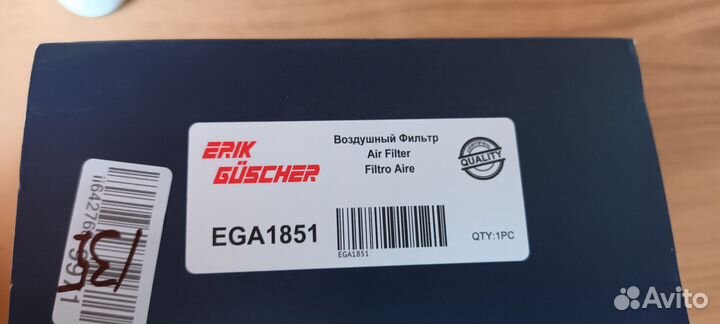 ERIK
GÜSCHER
Воздушный Фильтр
Air Filter
Filtro Aire
QUALITY
EGA1851
EGA1851
QTY:1PC
Avito